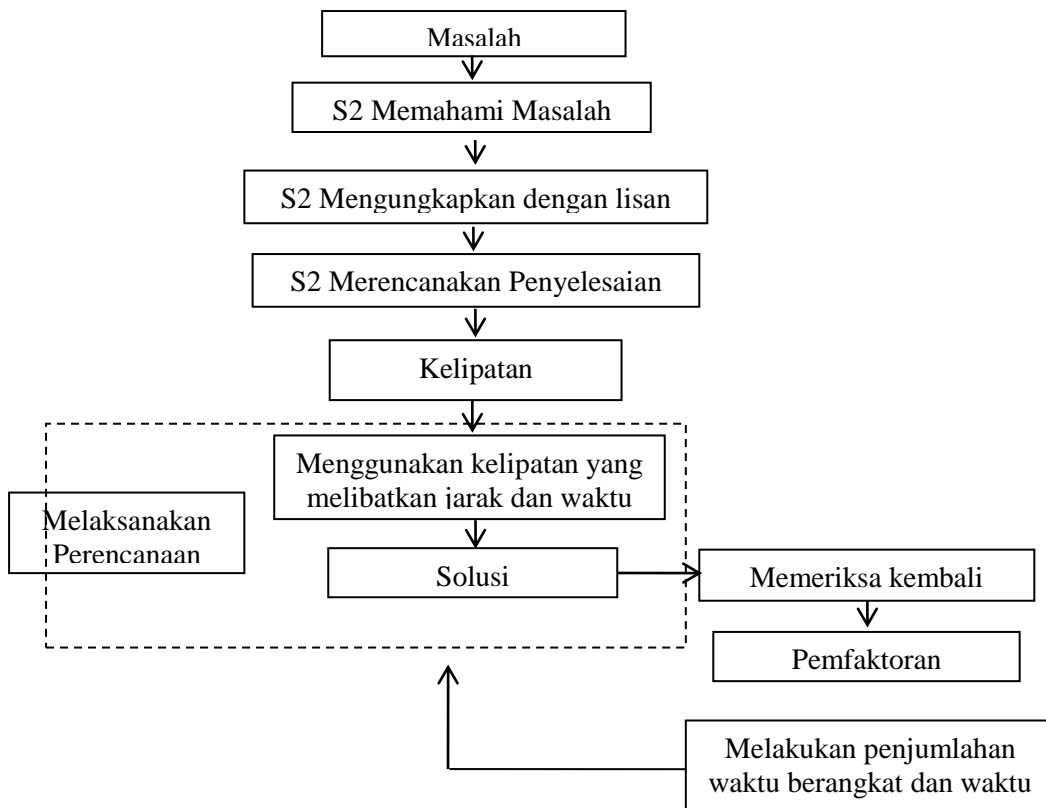 Masalah
S2 Memahami Masalah
S2 Mengungkapkan dengan lisan
S2 Merencanakan Penyelesaian
Kelipatan
Menggunakan kelipatan yang
melibatkan jarak dan waktu
Melaksanakan
Perencanaan
Solusi
Memeriksa kembali
Pemfaktoran
Melakukan penjumlahan
waktu berangkat dan waktu